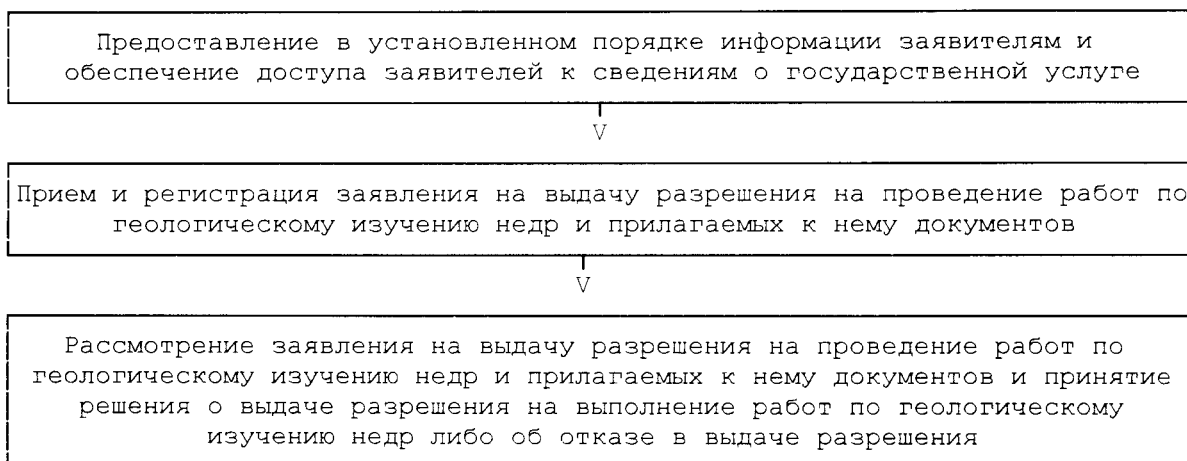 Предоставление в установленном порядке информации заявителям и
обеспечение доступа заявителей к сведениям о государственной услуге
V
Прием и регистрация заявления на выдачу разрешения на проведение работ по
геологическому изучению недр и прилагаемых к нему документов
V
Рассмотрение заявления на выдачу разрешения на проведение работ по
геологическому изучению недр и прилагаемых к нему документов и принятие
решения о выдаче разрешения на выполнение работ по геологическому
изучению недр либо об отказе в выдаче разрешения